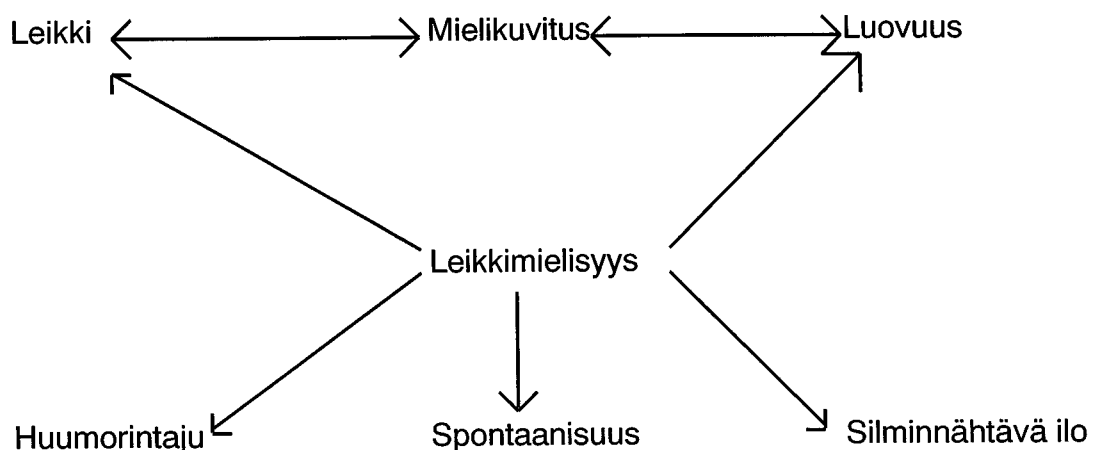 Leikki Mielikuvitus Luovuus
Leikkimielisyys
Huumorintaju Spontaanisuus Silminnähtävä ilo